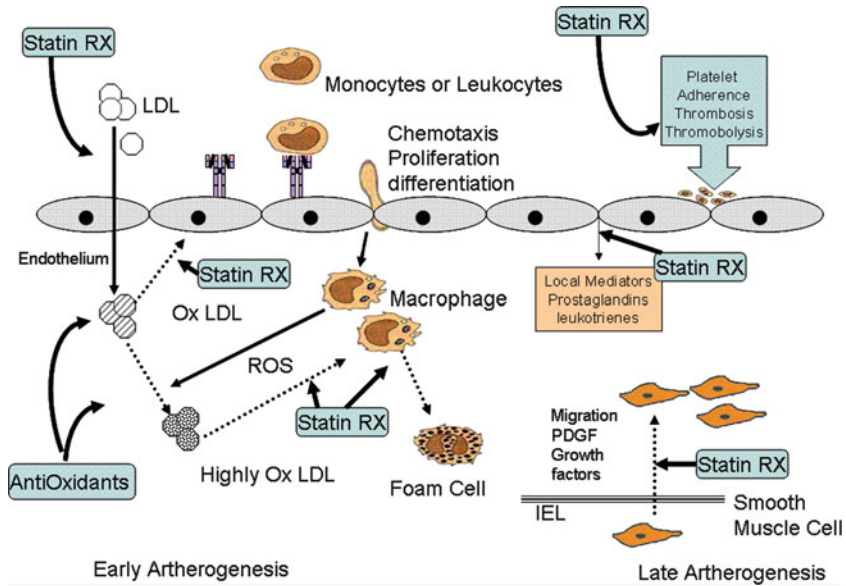 Statin RX
LDL
Monocytes or Leukocytes
Chemotaxis
Proliferation
differentiation
Statin RX
Platelet
Adherence
Thrombosis
Thromobolysis
Endothelium
Statin RX
Ox LDL
Macrophage
ROS
Statin RX
Highly Ox LDL
Foam Cell
AntiOxidants
Statin RX
Local Mediators
Prostaglandins
leukotrienes
Migration
PDGF
Growth
factors
Statin RX
IEL
Smooth
Muscle Cell
Early Artherogenesis
Late Artherogenesis